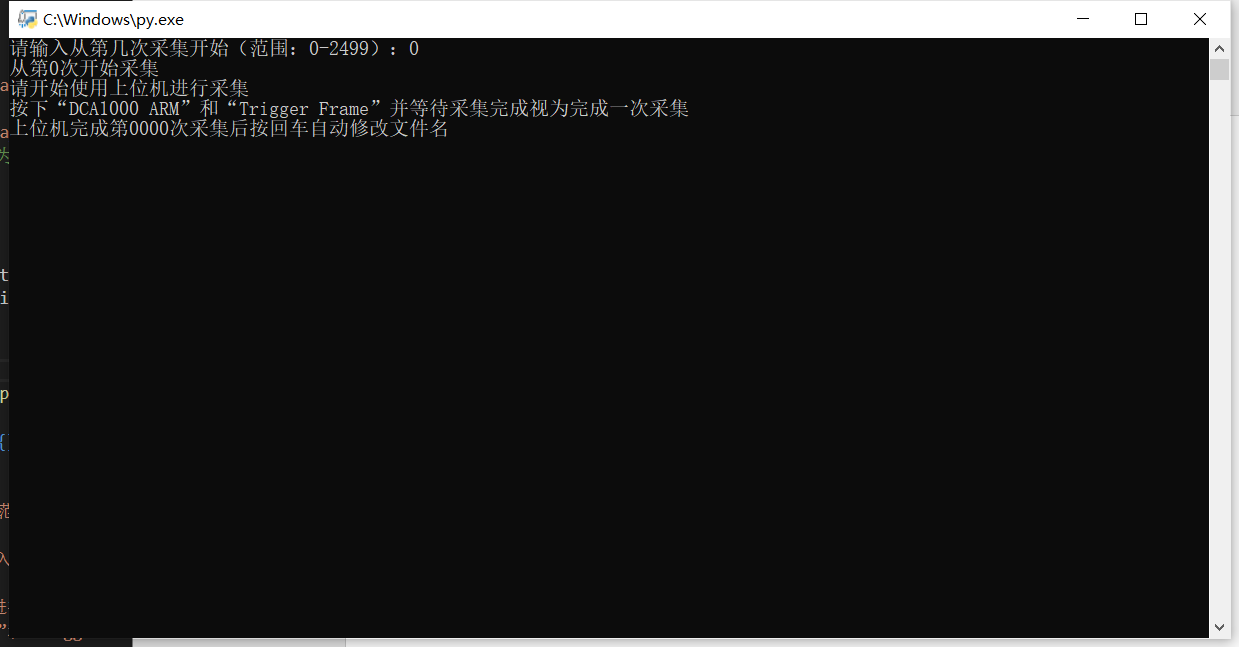 C:\Windows\py.exe
请输入从第几次采集开始（范围：0-2499）：0
从第0次开始采集
请开始使用上位机进行采集
按下“DCA1000 ARM”和“Trigger Frame”并等待采集完成视为完成一次采集
上位机完成第0000次采集后按回车自动修改文件名